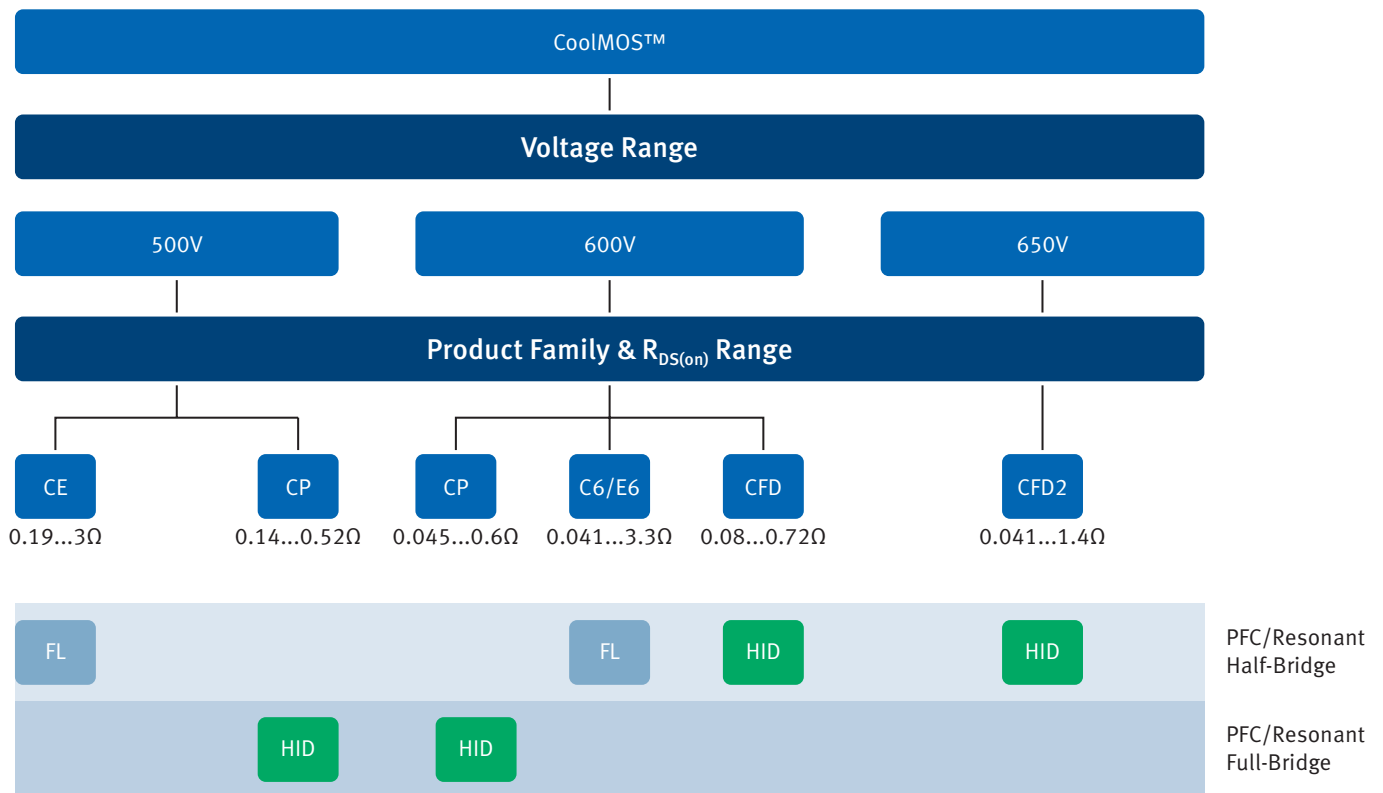 CoolMOS™
Voltage Range
500V
600V
650V
Product Family & RDS(on) Range
CE
CP
CP
C6/E6
CFD
CFD2
0.19...3Ω
0.14...0.52Ω
0.045...0.6Ω
0.041...3.3Ω
0.08...0.72Ω
0.041...1.4Ω
FL
FL
HID
HID
PFC/Resonant
Half-Bridge
HID
HID
PFC/Resonant
Full-Bridge